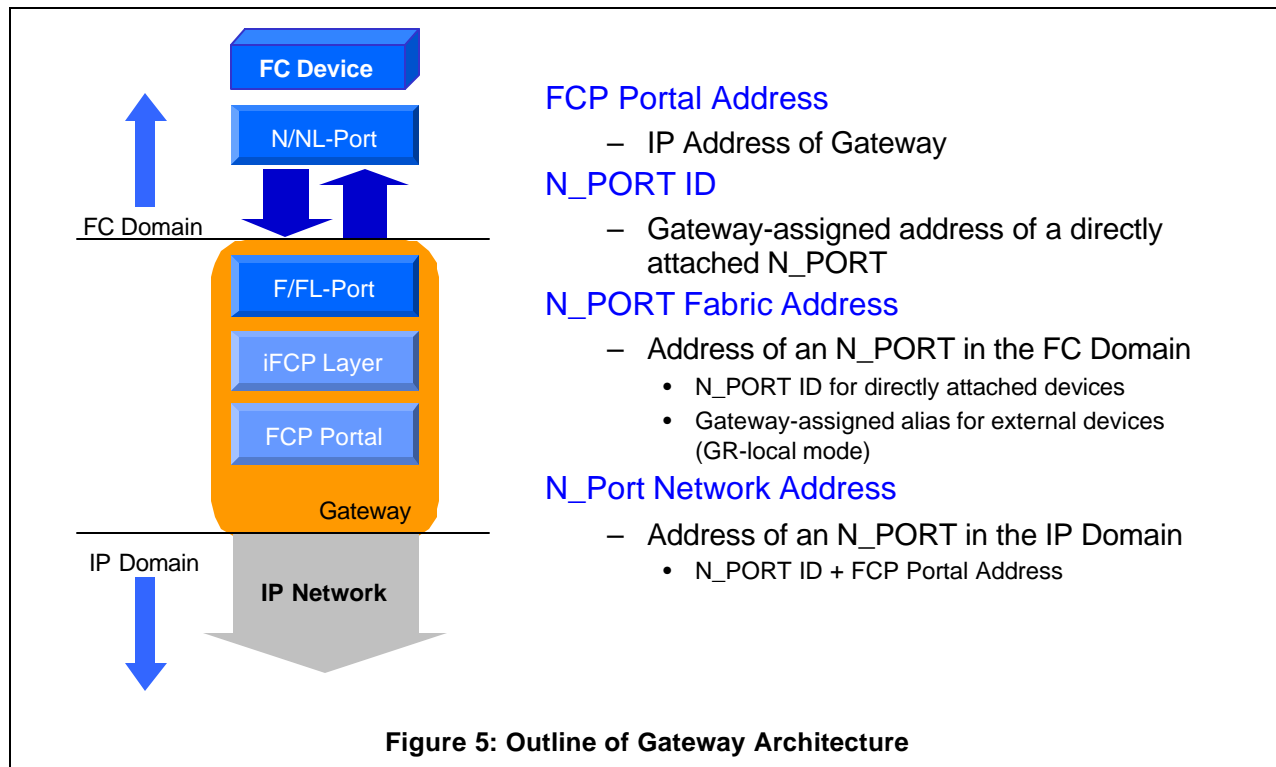 FC Device
N/NL-Port
FC Domain
F/FL-Port
iFCP Layer
FCP Portal
Gateway
IP Domain
IP Network
FCP Portal Address
– IP Address of Gateway
N_PORT ID
– Gateway-assigned address of a directly
attached N_PORT
N_PORT Fabric Address
– Address of an N_PORT in the FC Domain
• N_PORT ID for directly attached devices
• Gateway-assigned alias for external devices
(GR-local mode)
N_Port Network Address
– Address of an N_PORT in the IP Domain
• N_PORT ID + FCP Portal Address
Figure 5: Outline of Gateway Architecture